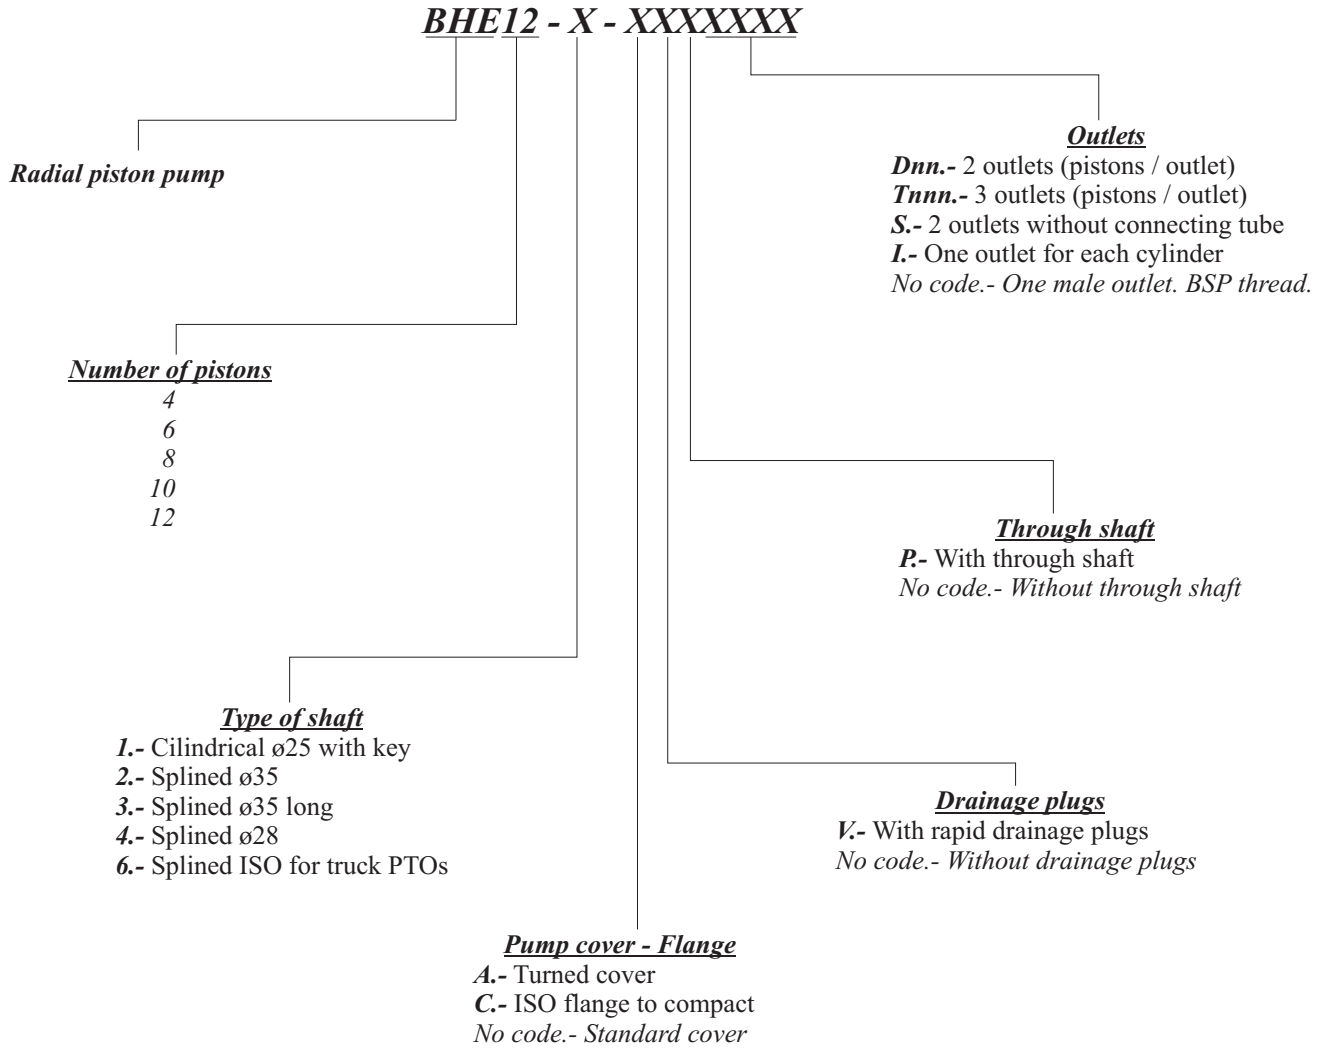 BHE12 - X - XXXXXXX
Radial piston pump
Outlets
Dnn.- 2 outlets (pistons / outlet)
Tnnn.- 3 outlets (pistons / outlet)
S.- 2 outlets without connecting tube
I.- One outlet for each cylinder
No code.- One male outlet. BSP thread.
Number of pistons
4
6
8
10
12
Through shaft
P.- With through shaft
No code.- Without through shaft
Type of shaft
1.- Cilindrical ø25 with key
2.- Splined ø35
3.- Splined ø35 long
4.- Splined ø28
6.- Splined ISO for truck PTOs
Drainage plugs
V.- With rapid drainage plugs
No code.- Without drainage plugs
Pump cover - Flange
A.- Turned cover
C.- ISO flange to compact
No code.- Standard cover